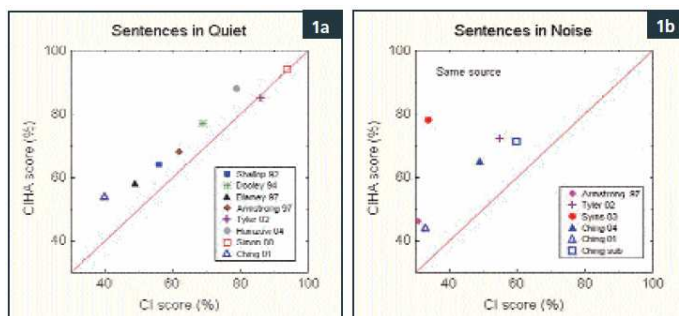 Sentences in Quiet
1a
CIHA score (%)
100
80
60
40
Shallop 92
Dooley 94
Blamey 97
Armstrong 97
Tyler 02
Hamzavi 04
Simon 00
Ching 01
40 60 80 100
CI score (%)
Sentences in Noise
1b
Same source
CIHA score (%)
100
80
60
40
Armstrong 97
Tyler 02
Syms 03
Ching 04
Ching 01
Ching sub
40 60 80 100
CI score (%)